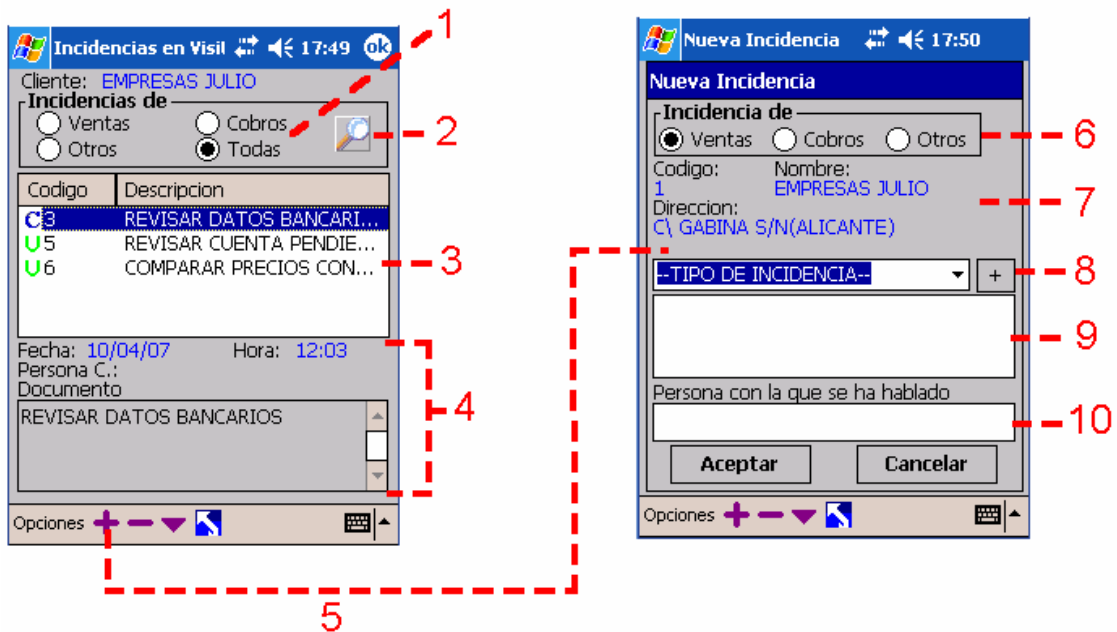 1
Incidencias en Visil 17:49 ok
Cliente: EMPRESAS JULIO
Incidencias de
Ventas Cobros
Otros Todas
2
Codigo Descripcion
C 3 REVISAR DATOS BANCARI...
U 5 REVISAR CUENTA PENDIE...
U 6 COMPARAR PRECIOS CON...
3
Fecha: 10/04/07 Hora: 12:03
Persona C.:
Documento
REVISAR DATOS BANCARIOS
4
Opciones
5
Nueva Incidencia 17:50
Nueva Incidencia
Incidencia de
Ventas Cobros Otros
6
Codigo: Nombre:
1 EMPRESAS JULIO
Direccion:
C\ GABINA S/N(ALICANTE)
7
--TIPO DE INCIDENCIA-- +
8
9
Persona con la que se ha hablado
10
Aceptar Cancelar
Opciones